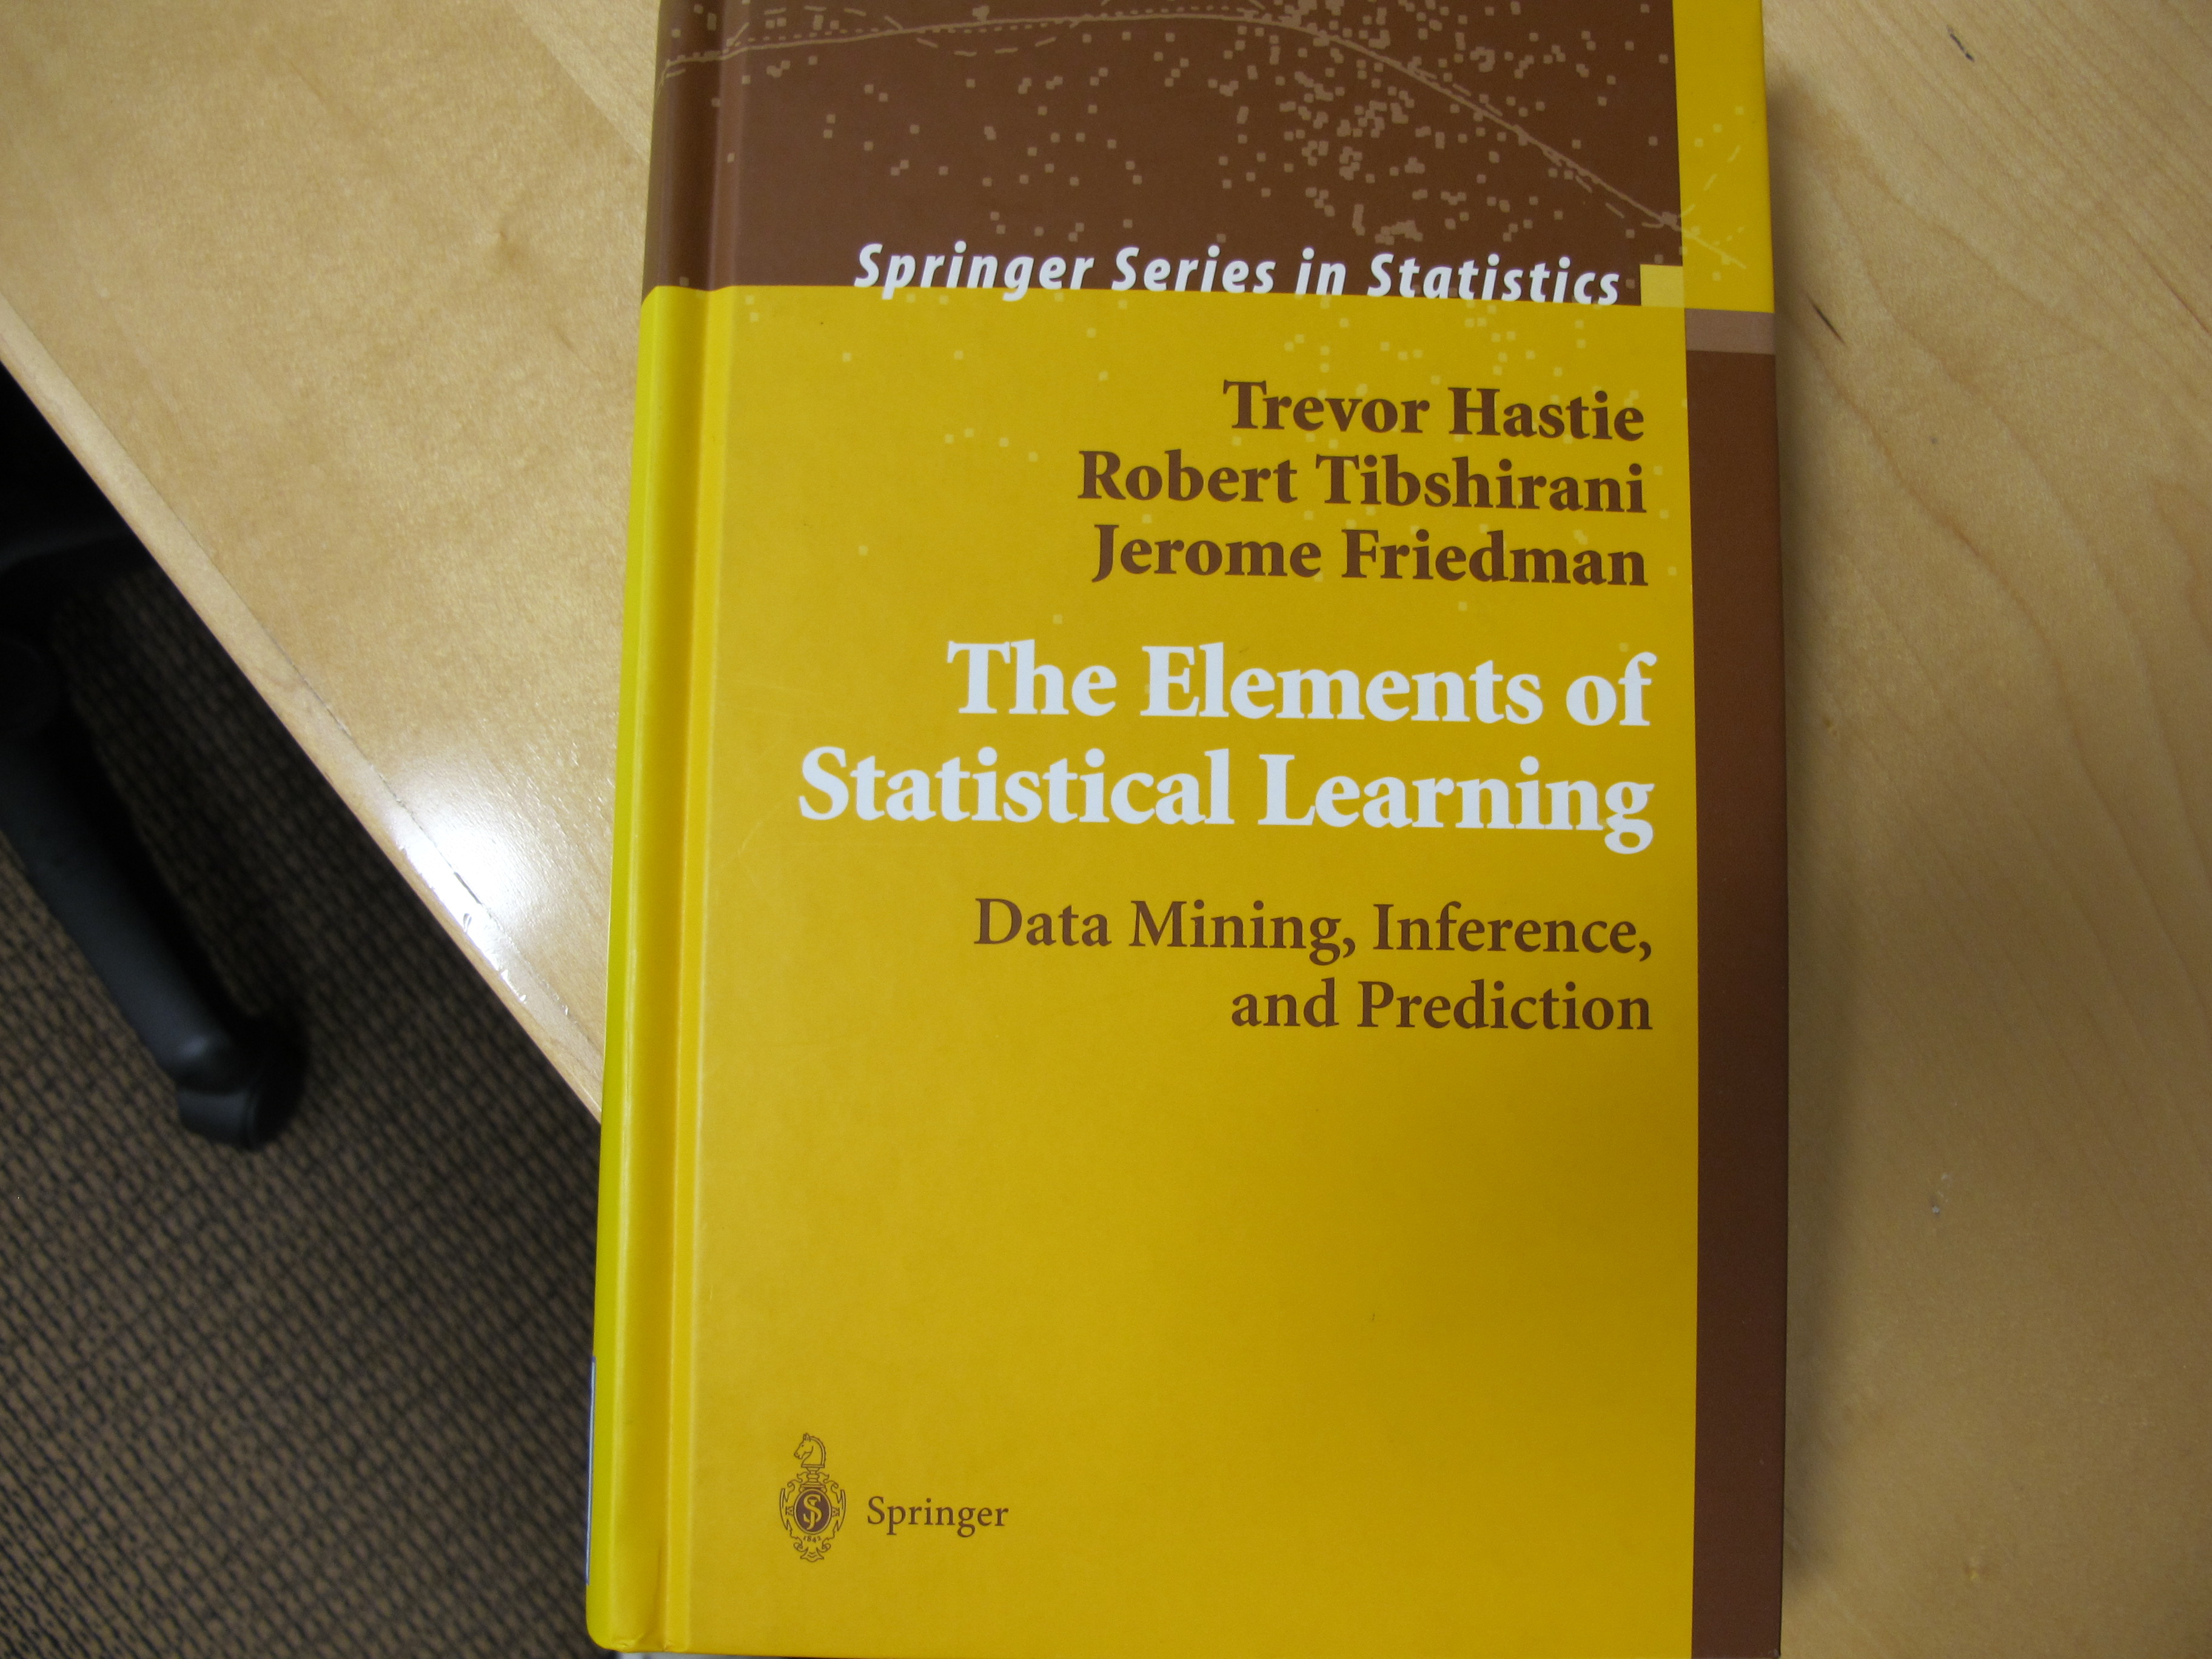 Springer Series in Statistics
Trevor Hastie
Robert Tibshirani
Jerome Friedman
The Elements of
Statistical Learning
Data Mining, Inference,
and Prediction
Springer